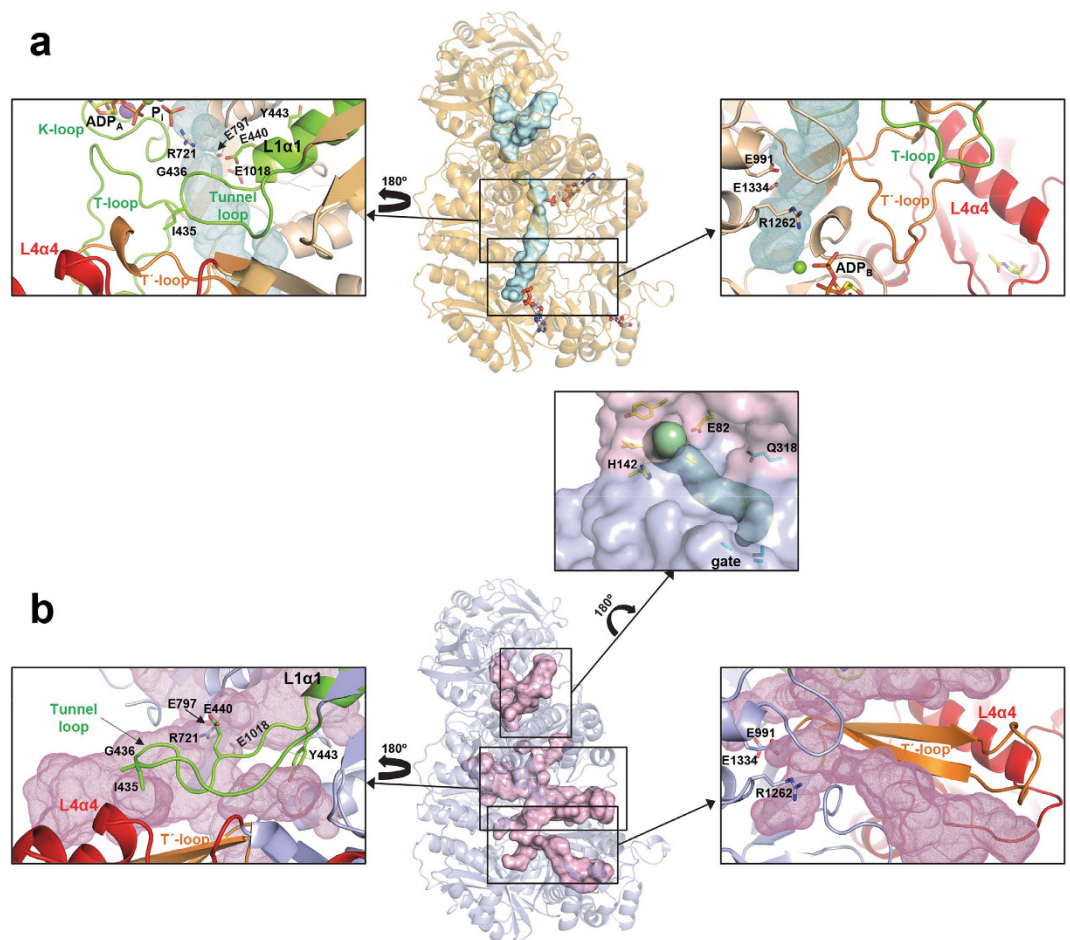 a
ADPA
Pi
K-loop
R721
G436
E797
E440
Y443
L1α1
E1018
T-loop
Tunnel
loop
I435
L4α4
T´-loop
180º
E991
E1334
R1262
ADPB
T-loop
T´-loop
L4α4
E82
Q318
H142
gate
180º
b
L1α1
Tunnel
loop
E797
E440
R721
E1018
G436
Y443
I435
L4α4
T´-loop
180º
L4α4
E991
T´-loop
E1334
R1262